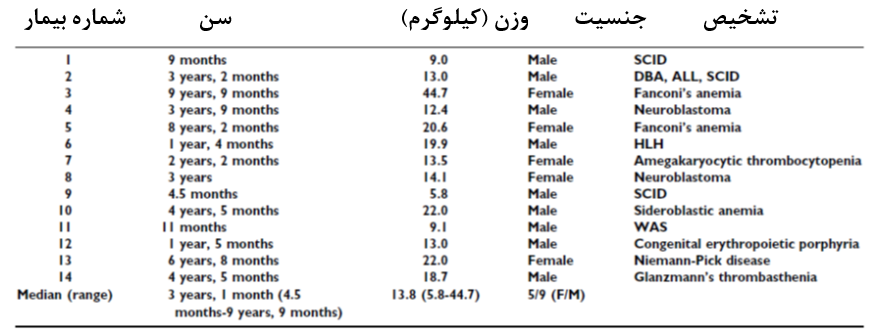 شماره بیمار سن وزن (کیلوگرم) جنسیت تشخیص
1 9 months 9.0 Male SCID
2 3 years, 2 months 13.0 Male DBA, ALL, SCID
3 9 years, 9 months 44.7 Female Fanconi's anemia
4 3 years, 9 months 12.4 Male Neuroblastoma
5 8 years, 2 months 20.6 Female Fanconi's anemia
6 1 year, 4 months 19.9 Male HLH
7 2 years, 2 months 13.5 Female Amegakaryocytic thrombocytopenia
8 3 years 14.1 Female Neuroblastoma
9 4.5 months 5.8 Male SCID
10 4 years, 5 months 22.0 Male Sideroblastic anemia
11 11 months 9.1 Male WAS
12 1 year, 5 months 13.0 Male Congenital erythropoietic porphyria
13 6 years, 8 months 22.0 Female Niemann-Pick disease
14 4 years, 5 months 18.7 Male Glanzmann's thrombasthenia
Median (range) 3 years, 1 month (4.5 13.8 (5.8-44.7) 5/9 (F/M)
months-9 years, 9 months)